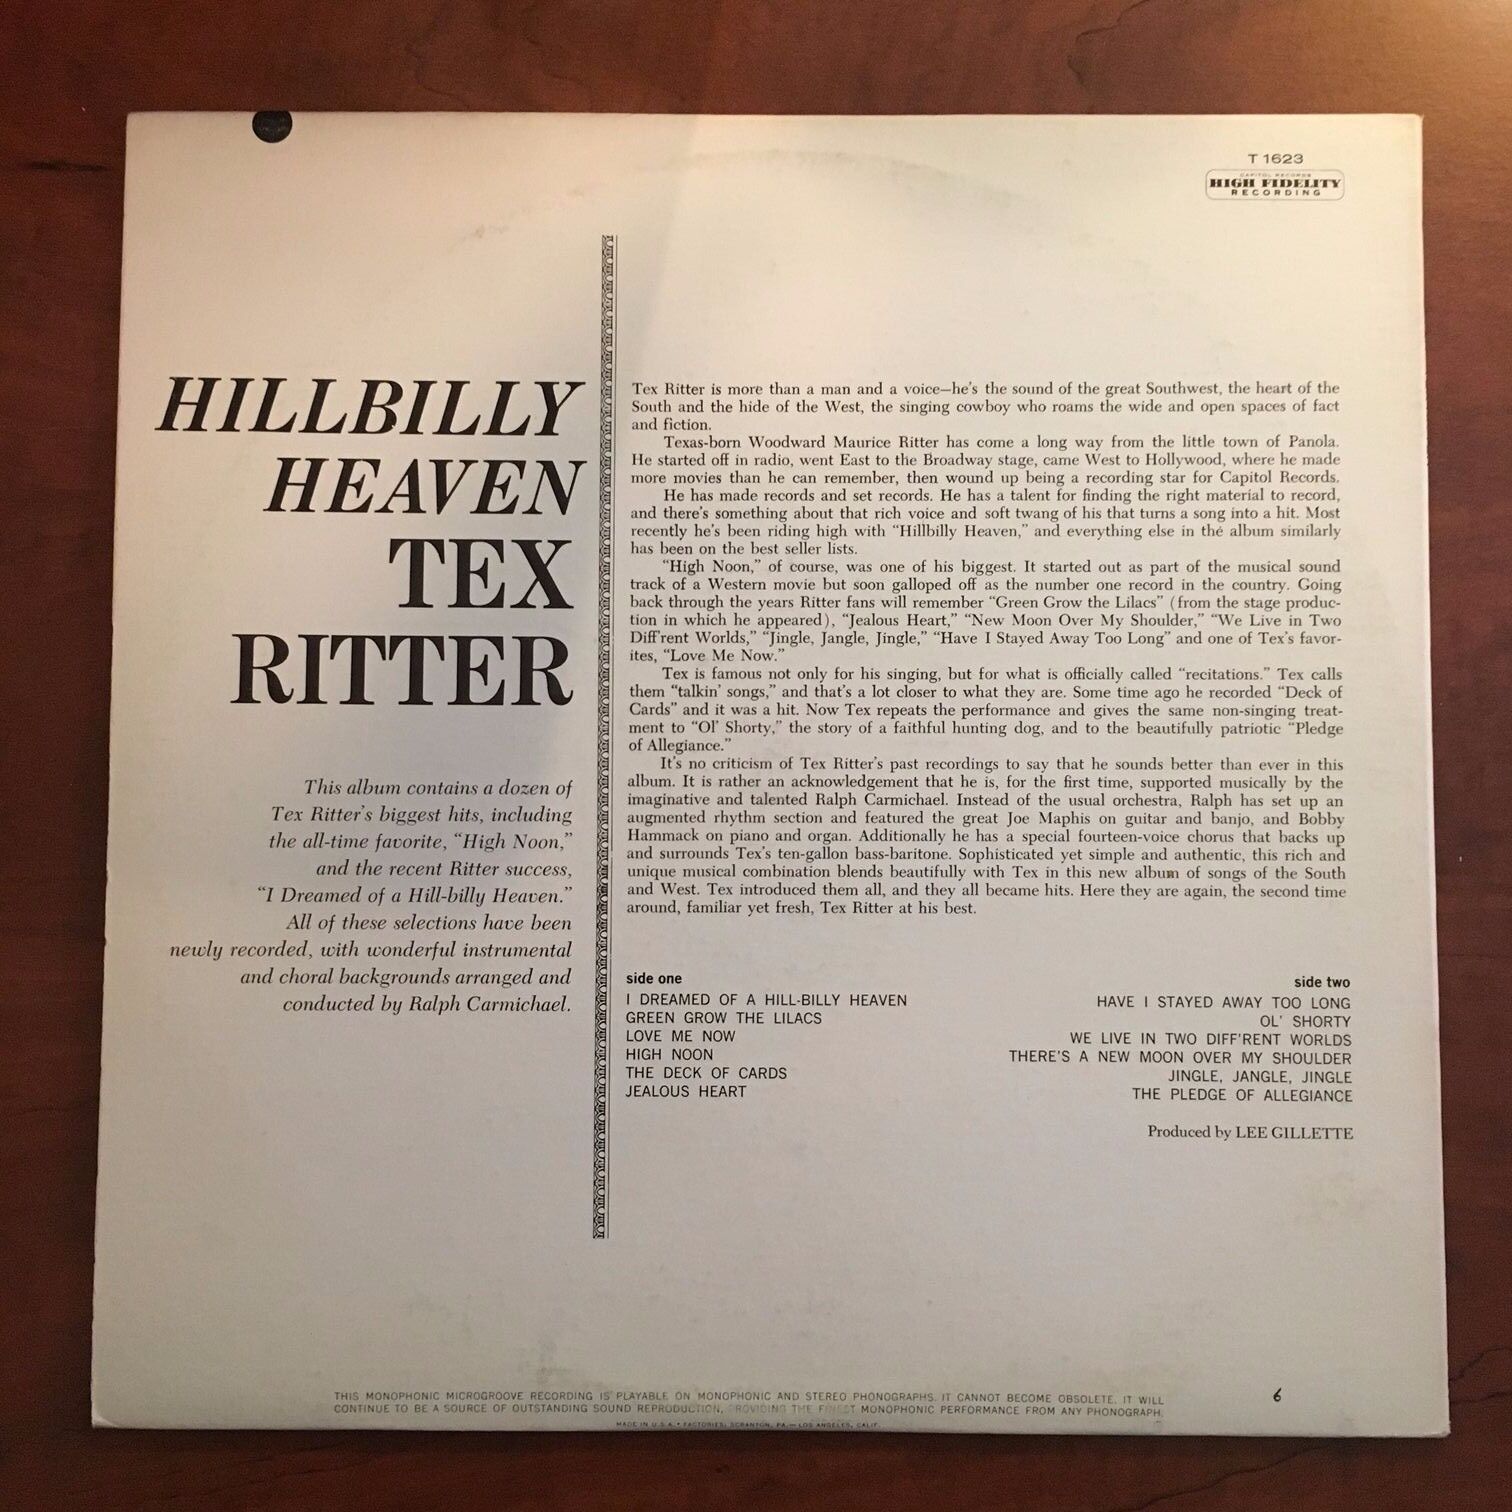 T 1623
CAPITOL RECORDS
HIGH FIDELITY
RECORDING
HILLBILLY
HEAVEN
TEX
RITTER
This album contains a dozen of
Tex Ritter's biggest hits, including
the all-time favorite, “High Noon,”
and the recent Ritter success,
“I Dreamed of a Hill-billy Heaven.”
All of these selections have been
newly recorded, with wonderful instrumental
and choral backgrounds arranged and
conducted by Ralph Carmichael.
Tex Ritter is more than a man and a voice—he's the sound of the great Southwest, the heart of the
South and the hide of the West, the singing cowboy who roams the wide and open spaces of fact
and fiction.
Texas-born Woodward Maurice Ritter has come a long way from the little town of Panola.
He started off in radio, went East to the Broadway stage, came West to Hollywood, where he made
more movies than he can remember, then wound up being a recording star for Capitol Records.
He has made records and set records. He has a talent for finding the right material to record,
and there's something about that rich voice and soft twang of his that turns a song into a hit. Most
recently he's been riding high with “Hillbilly Heaven,” and everything else in the album similarly
has been on the best seller lists.
“High Noon,” of course, was one of his biggest. It started out as part of the musical sound
track of a Western movie but soon galloped off as the number one record in the country. Going
back through the years Ritter fans will remember “Green Grow the Lilacs” (from the stage produc-
tion in which he appeared), “Jealous Heart,” “New Moon Over My Shoulder,” “We Live in Two
Diff'rent Worlds,” “Jingle, Jangle, Jingle,” “Have I Stayed Away Too Long” and one of Tex's favor-
ites, “Love Me Now.”
Tex is famous not only for his singing, but for what is officially called “recitations.” Tex calls
them “talkin' songs,” and that's a lot closer to what they are. Some time ago he recorded “Deck of
Cards” and it was a hit. Now Tex repeats the performance and gives the same non-singing treat-
ment to “Ol' Shorty,” the story of a faithful hunting dog, and to the beautifully patriotic “Pledge
of Allegiance.”
It's no criticism of Tex Ritter's past recordings to say that he sounds better than ever in this
album. It is rather an acknowledgement that he is, for the first time, supported musically by the
imaginative and talented Ralph Carmichael. Instead of the usual orchestra, Ralph has set up an
augmented rhythm section and featured the great Joe Maphis on guitar and banjo, and Bobby
Hammack on piano and organ. Additionally he has a special fourteen-voice chorus that backs up
and surrounds Tex's ten-gallon bass-baritone. Sophisticated yet simple and authentic, this rich and
unique musical combination blends beautifully with Tex in this new album of songs of the South
and West. Tex introduced them all, and they all became hits. Here they are again, the second time
around, familiar yet fresh, Tex Ritter at his best.
side one
I DREAMED OF A HILL-BILLY HEAVEN
GREEN GROW THE LILACS
LOVE ME NOW
HIGH NOON
THE DECK OF CARDS
JEALOUS HEART
side two
HAVE I STAYED AWAY TOO LONG
OL' SHORTY
WE LIVE IN TWO DIFF'RENT WORLDS
THERE'S A NEW MOON OVER MY SHOULDER
JINGLE, JANGLE, JINGLE
THE PLEDGE OF ALLEGIANCE
Produced by LEE GILLETTE
THIS MONOPHONIC MICROGROOVE RECORDING IS PLAYABLE ON MONOPHONIC AND STEREO PHONOGRAPHS. IT CANNOT BECOME OBSOLETE. IT WILL
CONTINUE TO BE A SOURCE OF OUTSTANDING SOUND REPRODUCTION, PROVIDING THE FINEST MONOPHONIC PERFORMANCE FROM ANY PHONOGRAPH.
MADE IN U.S.A. • FACTORIES: SCRANTON, PA.—LOS ANGELES, CALIF.
6